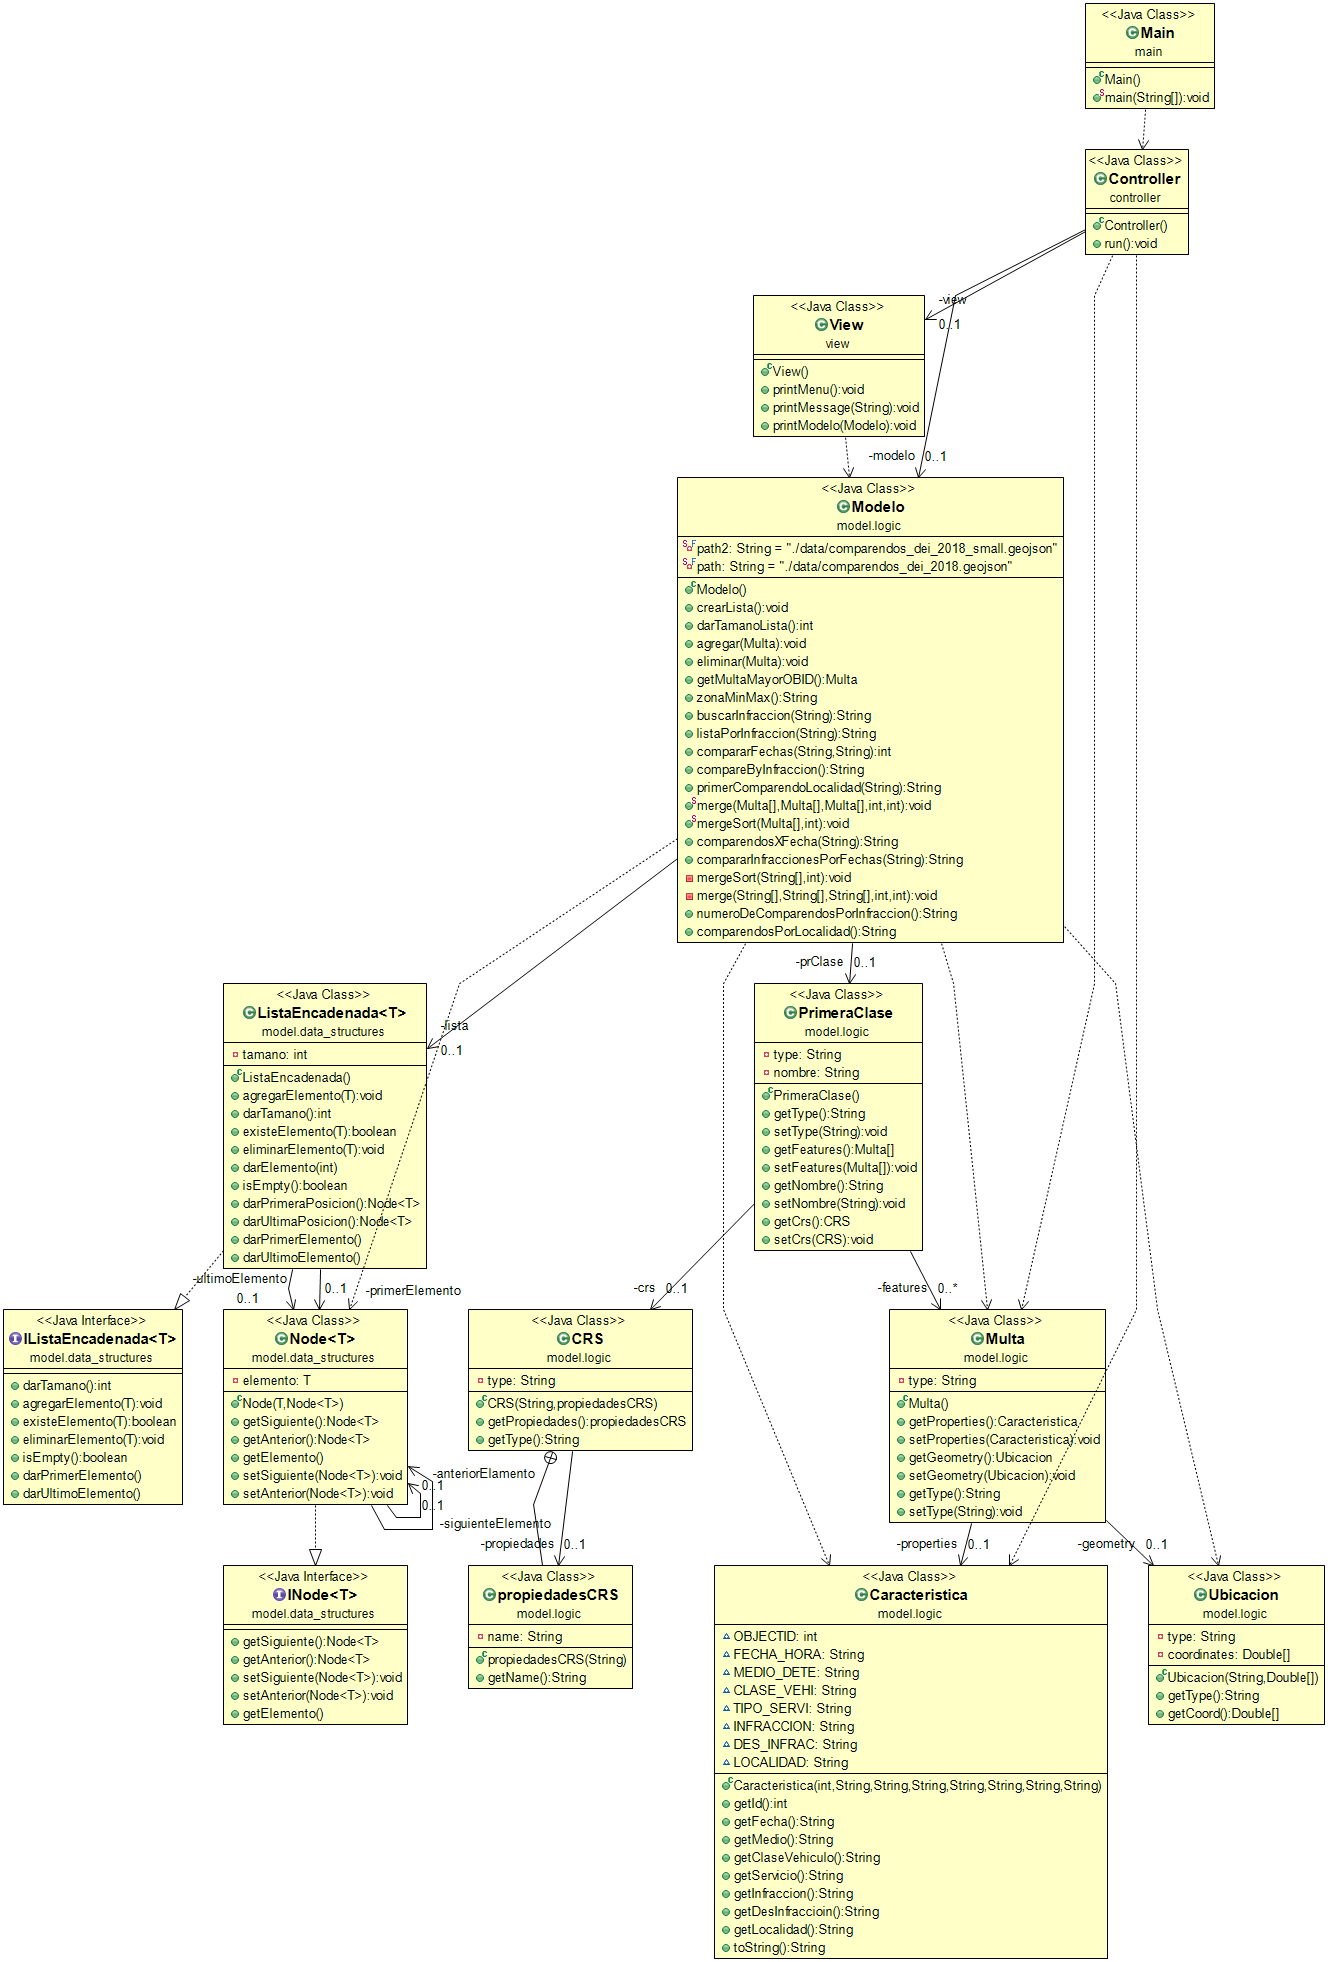 <<Java Class>>
Main
main
Main()
main(String[]):void
<<Java Class>>
Controller
controller
Controller()
run():void
-view
0..1
<<Java Class>>
View
view
View()
printMenu():void
printMessage(String):void
printModelo(Modelo):void
-modelo
0..1
<<Java Class>>
Modelo
model.logic
path2: String = "./data/comparendos_dei_2018_small.geojson"
path: String = "./data/comparendos_dei_2018.geojson"
Modelo()
crearLista():void
darTamanoLista():int
agregar(Multa):void
eliminar(Multa):void
getMultaMayorOBID():Multa
zonaMinMax():String
buscarInfraccion(String):String
listaPorInfraccion(String):String
compararFechas(String,String):int
compareByInfraccion():String
primerComparendoLocalidad(String):String
merge(Multa[],Multa[],Multa[],int,int):void
mergeSort(Multa[],int):void
comparendosXFecha(String):String
compararInfraccionesPorFechas(String):String
mergeSort(String[],int):void
merge(String[],String[],String[],int,int):void
numeroDeComparendosPorInfraccion():String
comparendosPorLocalidad():String
-prClase
0..1
-lista
0..1
<<Java Class>>
ListaEncadenada<T>
model.data_structures
tamano: int
ListaEncadenada()
agregarElemento(T):void
darTamano():int
existeElemento(T):boolean
eliminarElemento(T):void
darElemento(int)
isEmpty():boolean
darPrimeraPosicion():Node<T>
darUltimaPosicion():Node<T>
darPrimerElemento()
darUltimoElemento()
<<Java Class>>
PrimeraClase
model.logic
type: String
nombre: String
PrimeraClase()
getType():String
setType(String):void
getFeatures():Multa[]
setFeatures(Multa[]):void
getNombre():String
setNombre(String):void
getCrs():CRS
setCrs(CRS):void
-ultimoElemento
0..1
0..1
-primerElemento
-crs
0..1
-features
0..*
<<Java Interface>>
IListaEncadenada<T>
model.data_structures
darTamano():int
agregarElemento(T):void
existeElemento(T):boolean
eliminarElemento(T):void
isEmpty():boolean
darPrimerElemento()
darUltimoElemento()
<<Java Class>>
Node<T>
model.data_structures
elemento: T
Node(T,Node<T>)
getSiguiente():Node<T>
getAnterior():Node<T>
getElemento()
setSiguiente(Node<T>):void
setAnterior(Node<T>):void
-anteriorElamento
0..1
0..1
-siguienteElemento
<<Java Class>>
CRS
model.logic
type: String
CRS(String,propiedadesCRS)
getPropiedades():propiedadesCRS
getType():String
-propiedades
0..1
<<Java Class>>
Multa
model.logic
type: String
Multa()
getProperties():Caracteristica
setProperties(Caracteristica):void
getGeometry():Ubicacion
setGeometry(Ubicacion):void
getType():String
setType(String):void
-properties
0..1
-geometry
0..1
<<Java Interface>>
INode<T>
model.data_structures
getSiguiente():Node<T>
getAnterior():Node<T>
setSiguiente(Node<T>):void
setAnterior(Node<T>):void
getElemento()
<<Java Class>>
propiedadesCRS
model.logic
name: String
propiedadesCRS(String)
getName():String
<<Java Class>>
Caracteristica
model.logic
OBJECTID: int
FECHA_HORA: String
MEDIO_DETE: String
CLASE_VEHI: String
TIPO_SERVI: String
INFRACCION: String
DES_INFRAC: String
LOCALIDAD: String
Caracteristica(int,String,String,String,String,String,String,String)
getId():int
getFecha():String
getMedio():String
getClaseVehiculo():String
getServicio():String
getInfraccion():String
getDesInfraccioin():String
getLocalidad():String
toString():String
<<Java Class>>
Ubicacion
model.logic
type: String
coordinates: Double[]
Ubicacion(String,Double[])
getType():String
getCoord():Double[]